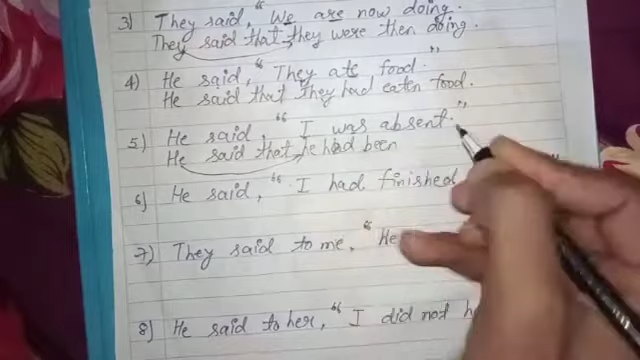 3) They said, “We are now doing.
They said that they were then doing.
4) He said, “They ate food.”
He said that they had eaten food.
5) He said, “I was absent.”
He said that he had been
6) He said, “I had finished
7) They said to me, “He
8) He said to her, “I did not